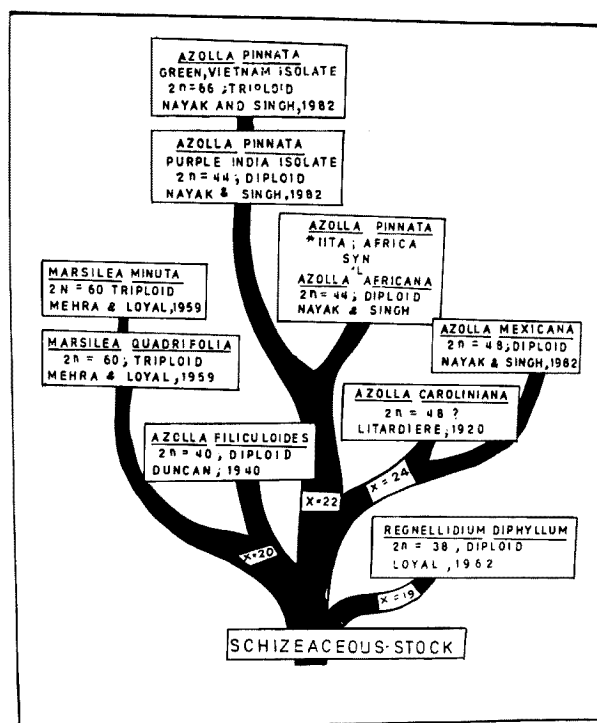 AZOLLA PINNATA
GREEN, VIETNAM ISOLATE
2n=66; TRIPLOID
NAYAK AND SINGH, 1982
AZOLLA PINNATA
PURPLE INDIA ISOLATE
2n=44; DIPLOID
NAYAK & SINGH, 1982
AZOLLA PINNATA
*IITA; AFRICA
SYN
AZOLLA AFRICANA
2n=44; DIPLOID
NAYAK & SINGH
MARSILEA MINUTA
2N=60 TRIPLOID
MEHRA & LOYAL, 1959
MARSILEA QUADRIFOLIA
2n=60; TRIPLOID
MEHRA & LOYAL, 1959
AZOLLA MEXICANA
2n=48; DIPLOID
NAYAK & SINGH, 1982
AZOLLA CAROLINIANA
2n=48 ?
LITARDIERE, 1920
AZOLLA FILICULOIDES
2n=40, DIPLOID
DUNCAN; 1940
X=24
X=22
X=20
REGNELLIDIUM DIPHYLLUM
2n=38, DIPLOID
LOYAL, 1962
X=19
SCHIZEACEOUS-STOCK